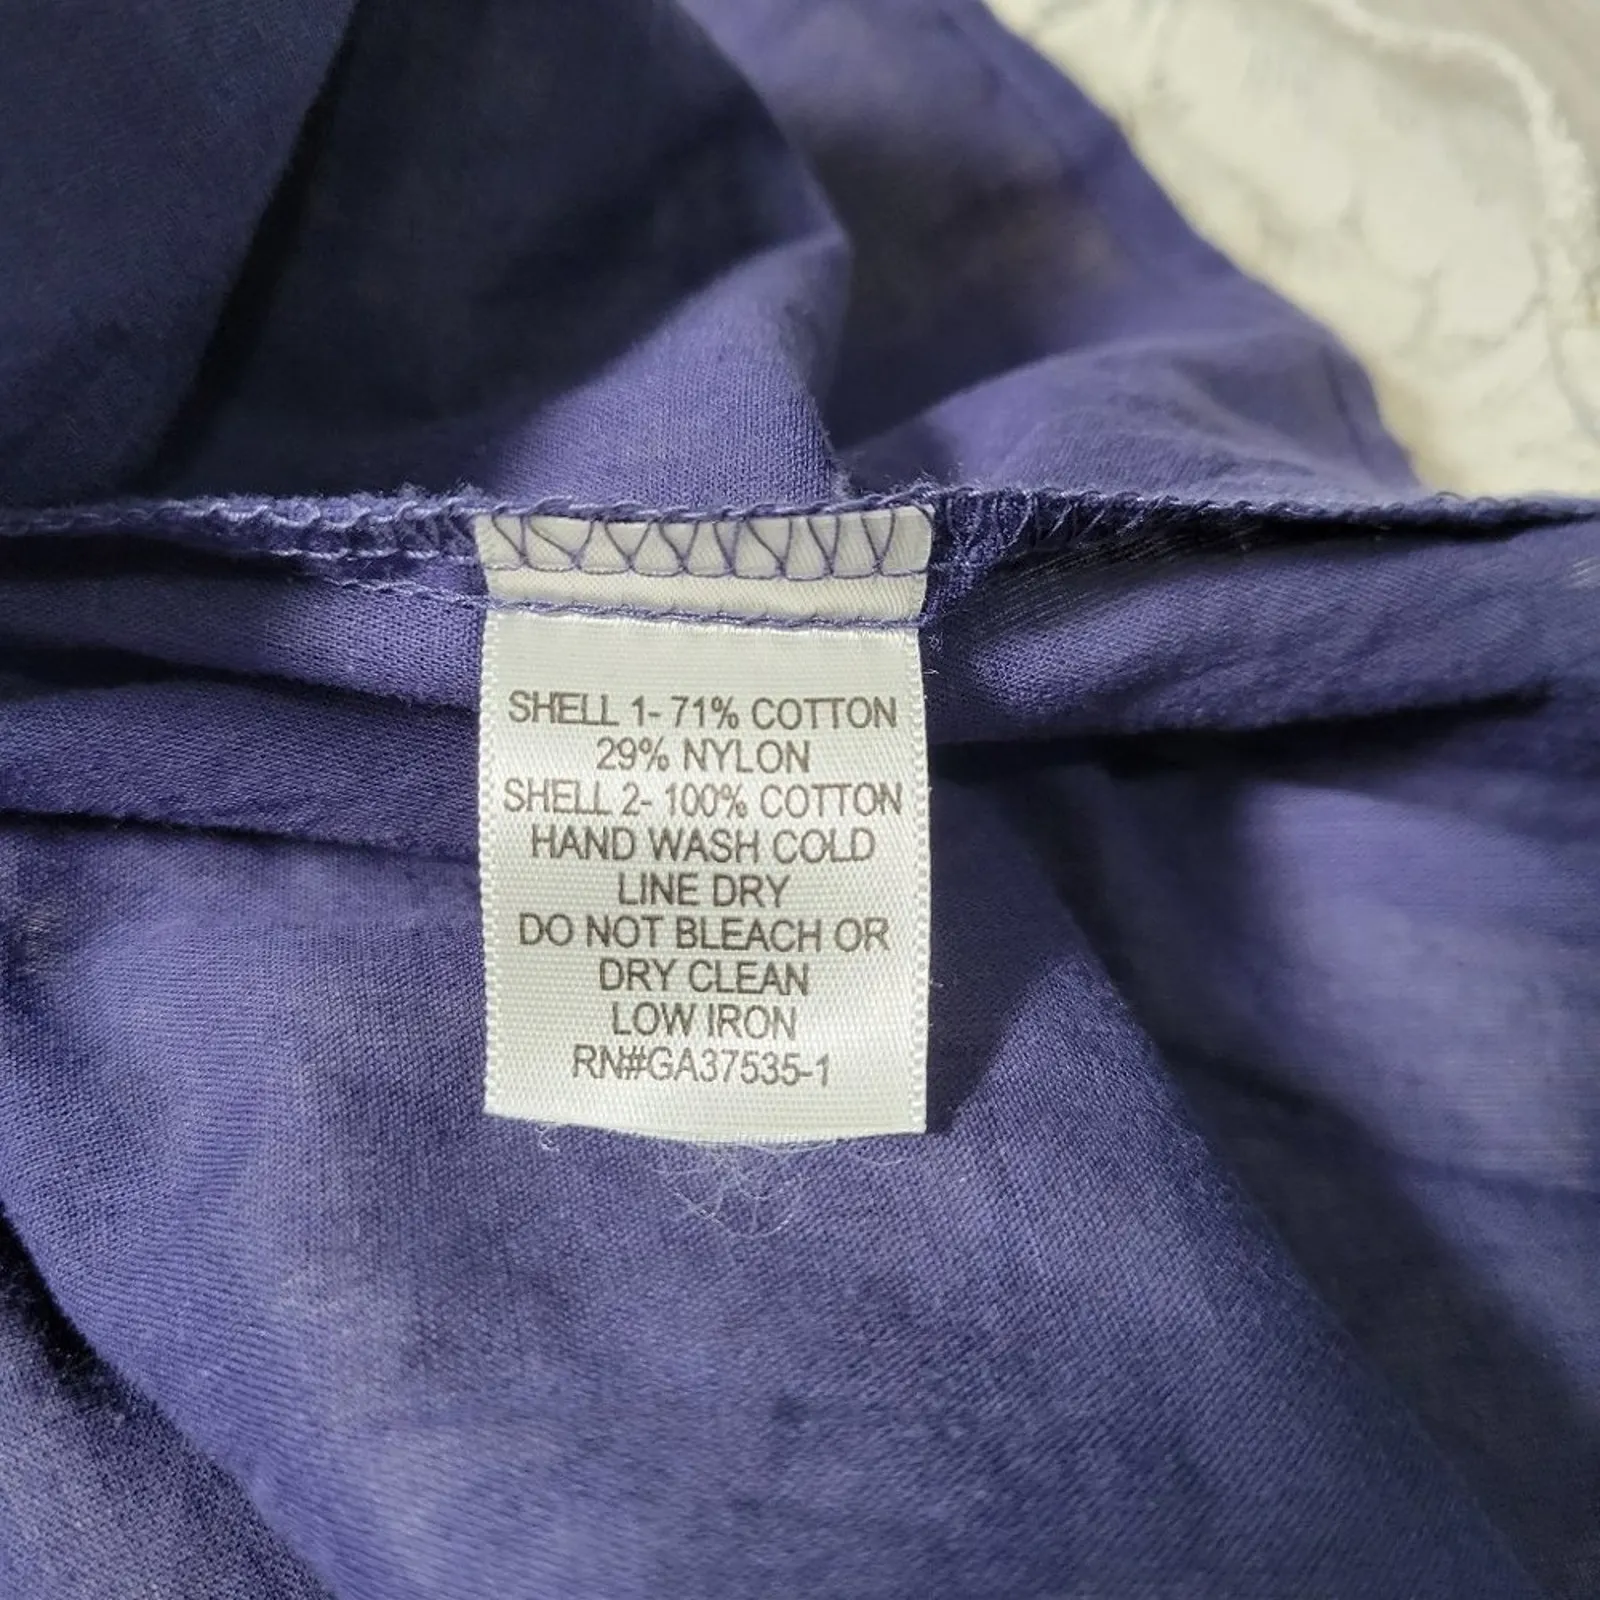 SHELL 1- 71% COTTON
29% NYLON
SHELL 2- 100% COTTON
HAND WASH COLD
LINE DRY
DO NOT BLEACH OR
DRY CLEAN
LOW IRON
RN#GA37535-1